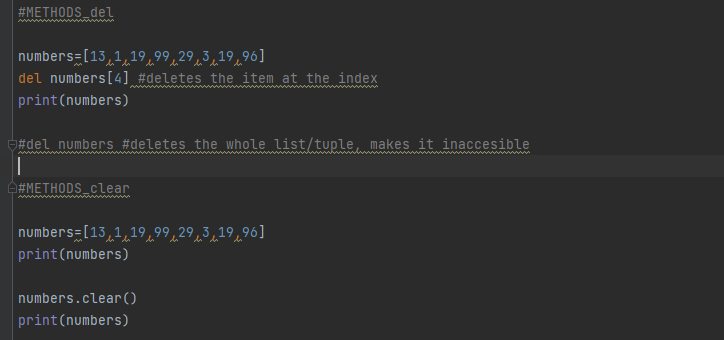 #METHODS_del
numbers=[13,1,19,99,29,3,19,96]
del numbers[4] #deletes the item at the index
print(numbers)
#del numbers #deletes the whole list/tuple, makes it inaccesible
#METHODS_clear
numbers=[13,1,19,99,29,3,19,96]
print(numbers)
numbers.clear()
print(numbers)